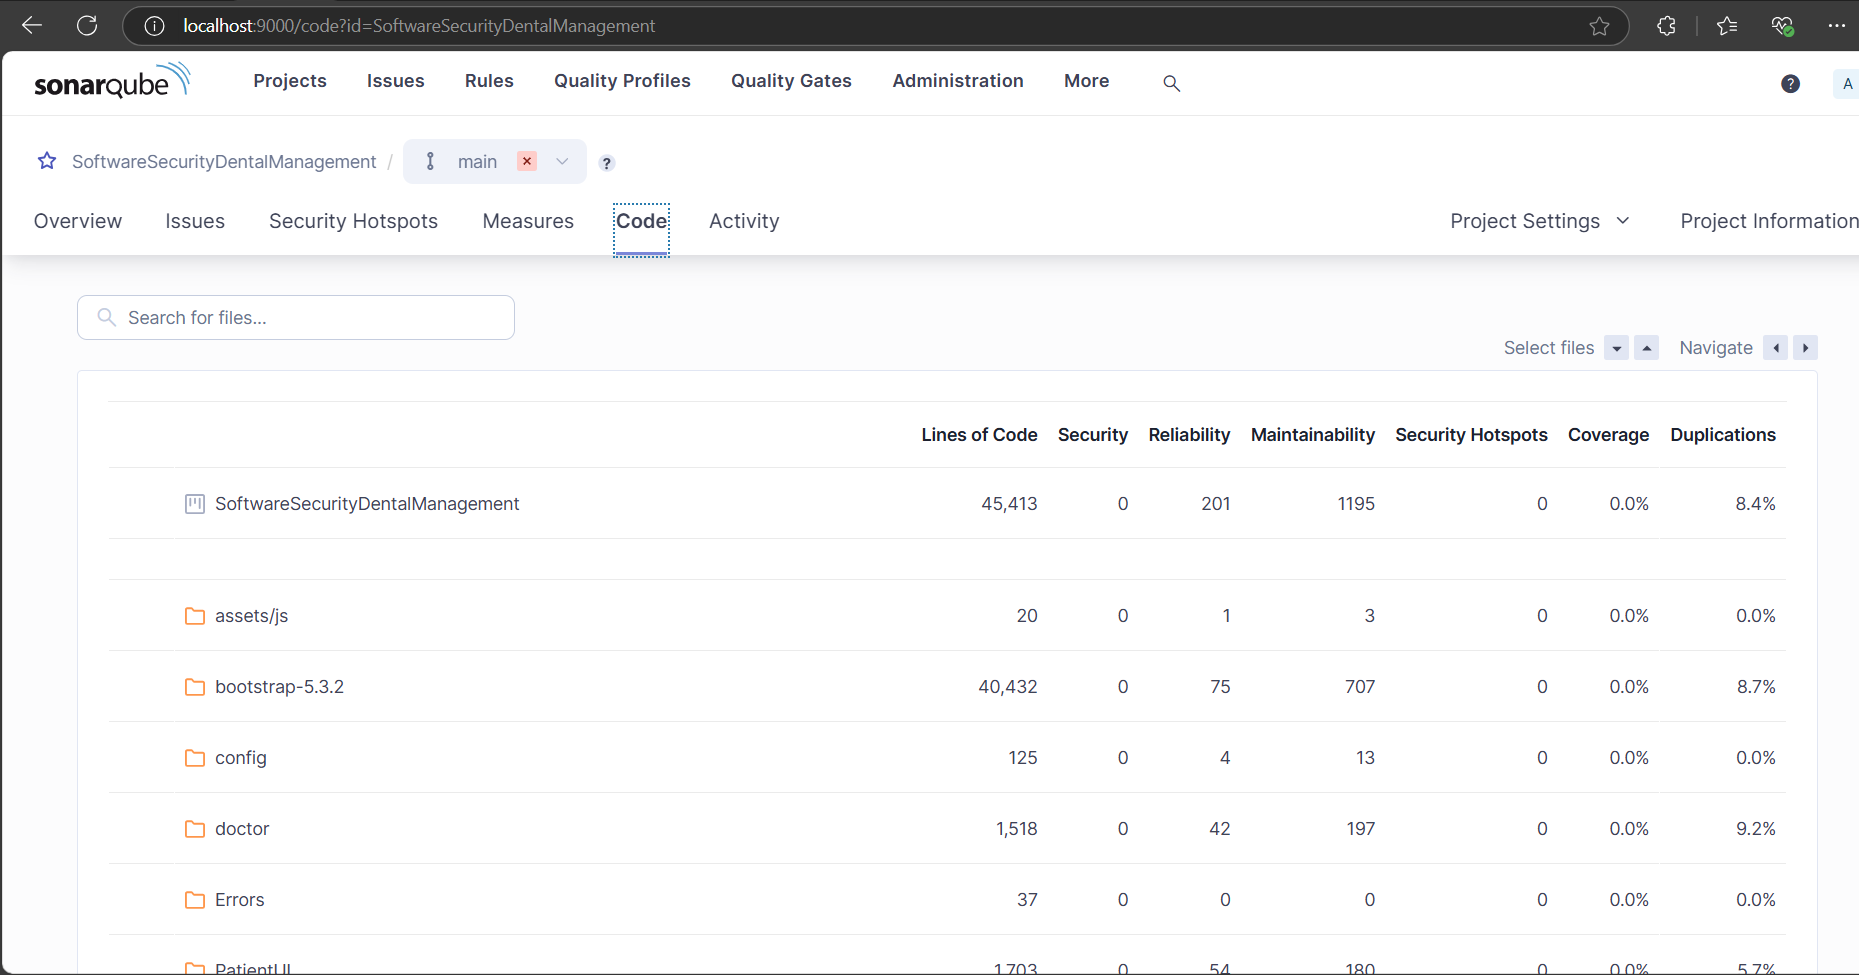 localhost:9000/code?id=SoftwareSecurityDentalManagement
sonarqube Projects Issues Rules Quality Profiles Quality Gates Administration More ? A
SoftwareSecurityDentalManagement / main ?
Overview Issues Security Hotspots Measures Code Activity Project Settings Project Information
Search for files...
Select files Navigate
Lines of Code Security Reliability Maintainability Security Hotspots Coverage Duplications
SoftwareSecurityDentalManagement 45,413 0 201 1195 0 0.0% 8.4%
assets/js 20 0 1 3 0 0.0% 0.0%
bootstrap-5.3.2 40,432 0 75 707 0 0.0% 8.7%
config 125 0 4 13 0 0.0% 0.0%
doctor 1,518 0 42 197 0 0.0% 9.2%
Errors 37 0 0 0 0 0.0% 0.0%
PatientUI 1,703 0 54 180 0 0.0% 5.7%